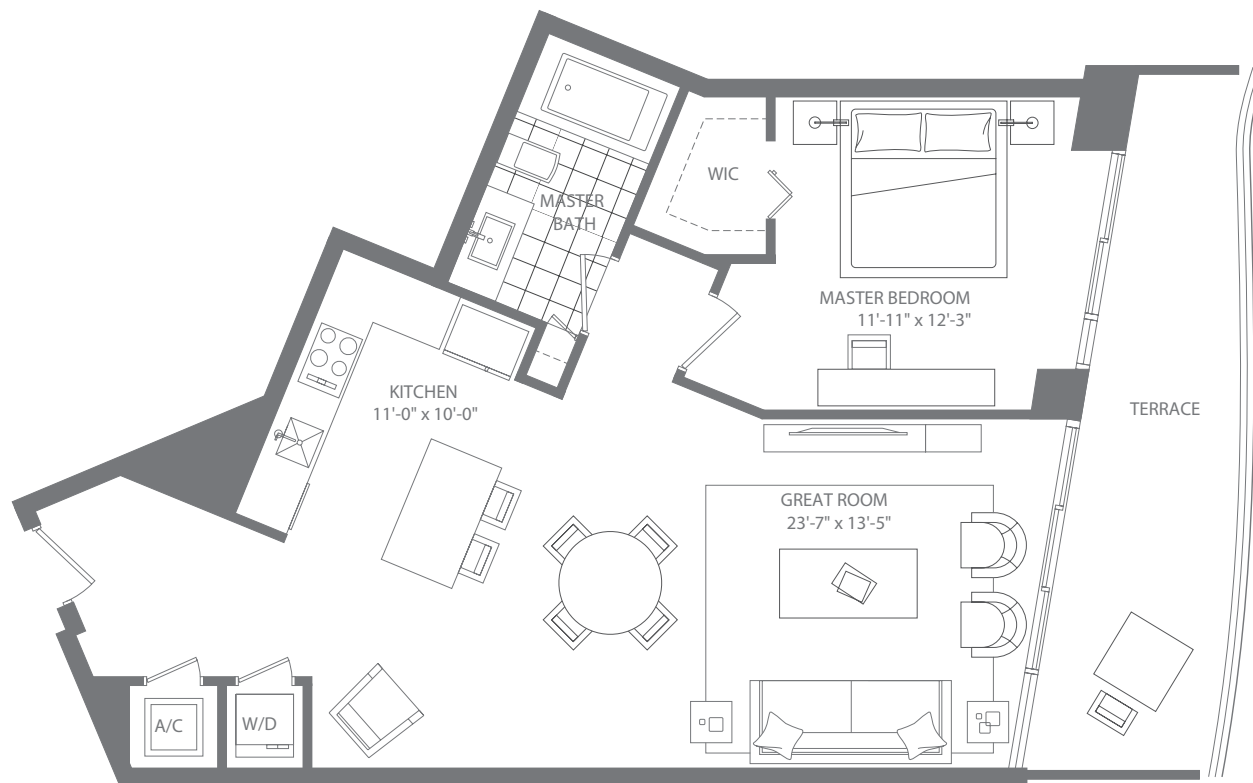 MASTER
BATH
WIC
MASTER BEDROOM
11'-11" x 12'-3"
KITCHEN
11'-0" x 10'-0"
TERRACE
GREAT ROOM
23'-7" x 13'-5"
A/C
W/D